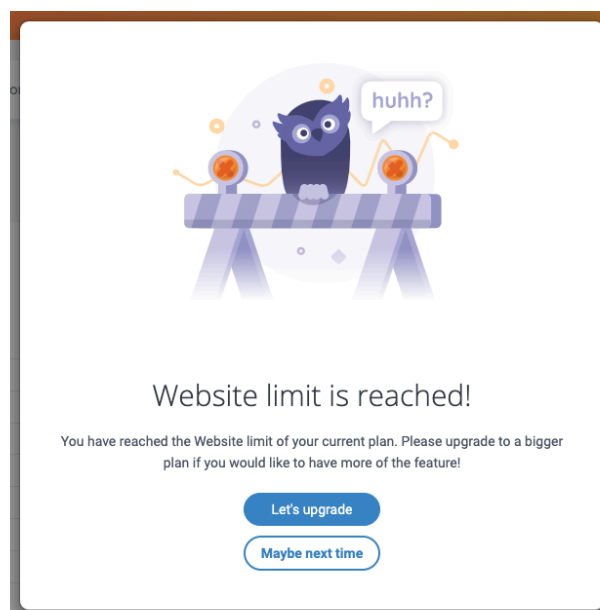 huhh?
Website limit is reached!
You have reached the Website limit of your current plan. Please upgrade to a bigger
plan if you would like to have more of the feature!
Let's upgrade
Maybe next time